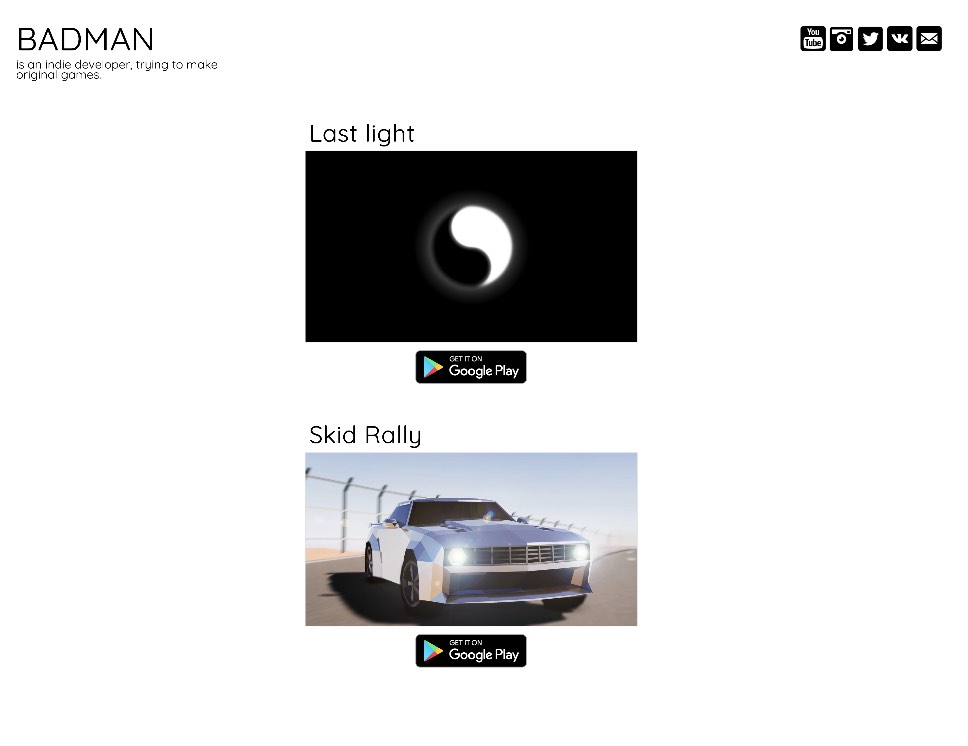 BADMAN
is an indie developer, trying to make
original games.
You
Tube
Last light
GET IT ON
Google Play
Skid Rally
GET IT ON
Google Play